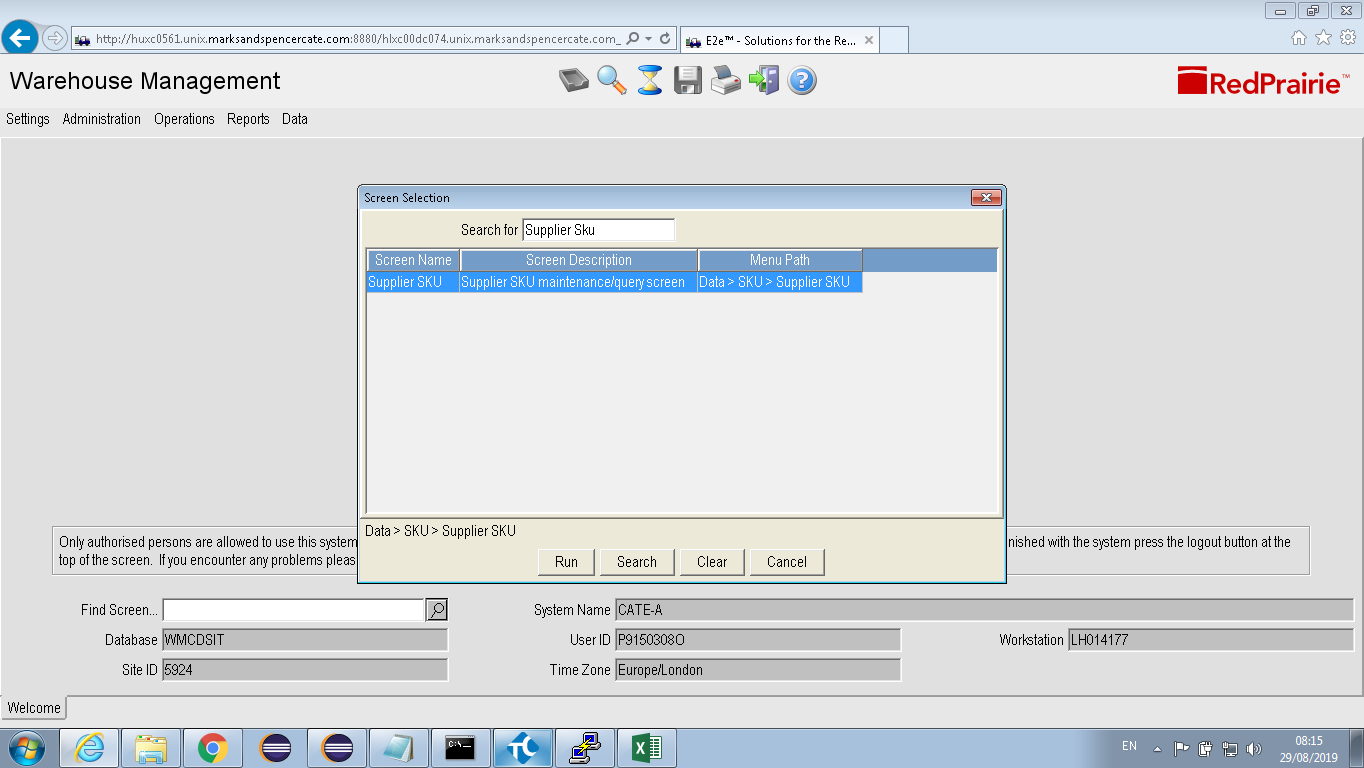 http://huxc0561.unix.marksandspencercate.com:8880/hlxc00dc074.unix.marksandspencercate.com_
E2e™ - Solutions for the Re...
Warehouse Management
RedPrairie™
Settings Administration Operations Reports Data
Screen Selection
Search for Supplier Sku
Screen Name Screen Description Menu Path
Supplier SKU Supplier SKU maintenance/query screen Data > SKU > Supplier SKU
Data > SKU > Supplier SKU
Run Search Clear Cancel
Only authorised persons are allowed to use this system nished with the system press the logout button at the
top of the screen. If you encounter any problems pleas
Find Screen... System Name CATE-A
Database WMCDSIT User ID P9150308O Workstation LH014177
Site ID 5924 Time Zone Europe/London
Welcome
EN 08:15
29/08/2019